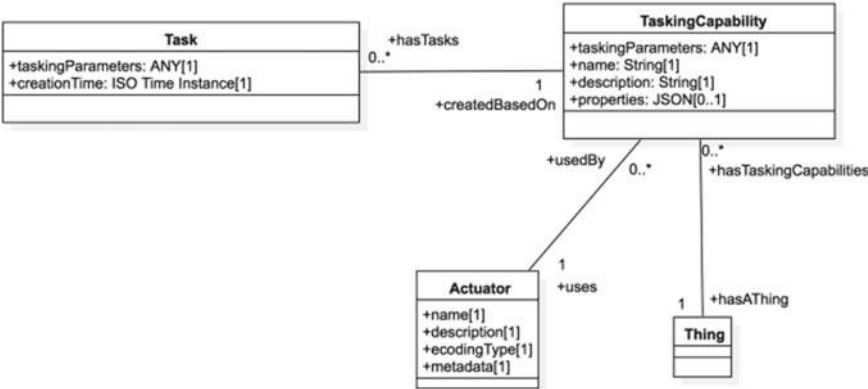 Task
+taskingParameters: ANY[1]
+creationTime: ISO Time Instance[1]
+hasTasks
0..*
1
+createdBasedOn
TaskingCapability
+taskingParameters: ANY[1]
+name: String[1]
+description: String[1]
+properties: JSON[0..1]
+usedBy
0..*
0..*
+hasTaskingCapabilities
1
+uses
Actuator
+name[1]
+description[1]
+ecodingType[1]
+metadata[1]
1
+hasAThing
Thing